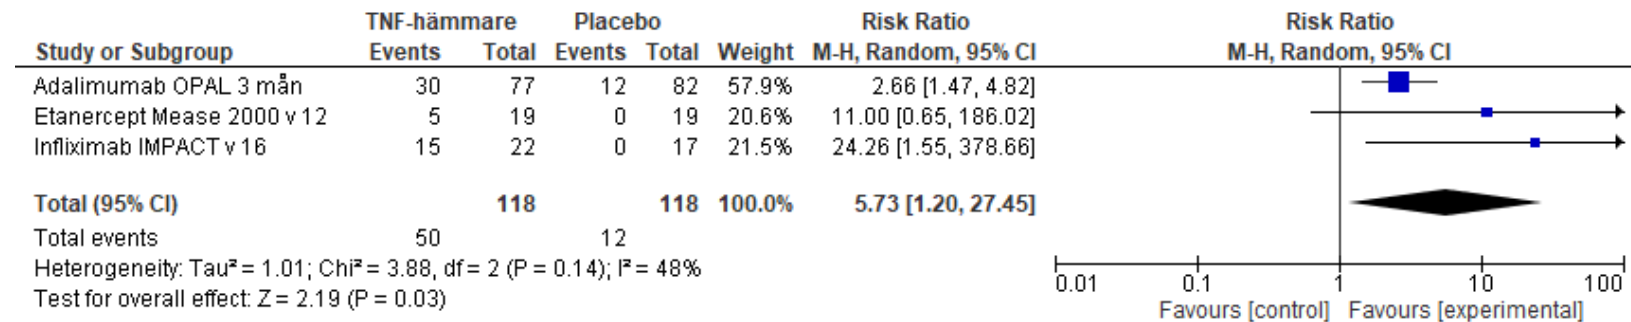 TNF-hämmare Placebo Risk Ratio Risk Ratio
Study or Subgroup Events Total Events Total Weight M-H, Random, 95% CI M-H, Random, 95% CI
Adalimumab OPAL 3 mån 30 77 12 82 57.9% 2.66 [1.47, 4.82]
Etanercept Mease 2000 v 12 5 19 0 19 20.6% 11.00 [0.65, 186.02]
Infliximab IMPACT v 16 15 22 0 17 21.5% 24.26 [1.55, 378.66]
Total (95% CI) 118 118 100.0% 5.73 [1.20, 27.45]
Total events 50 12
Heterogeneity: Tau² = 1.01; Chi² = 3.88, df = 2 (P = 0.14); I² = 48%
Test for overall effect: Z = 2.19 (P = 0.03)
0.01 0.1 1 10 100
Favours [control] Favours [experimental]